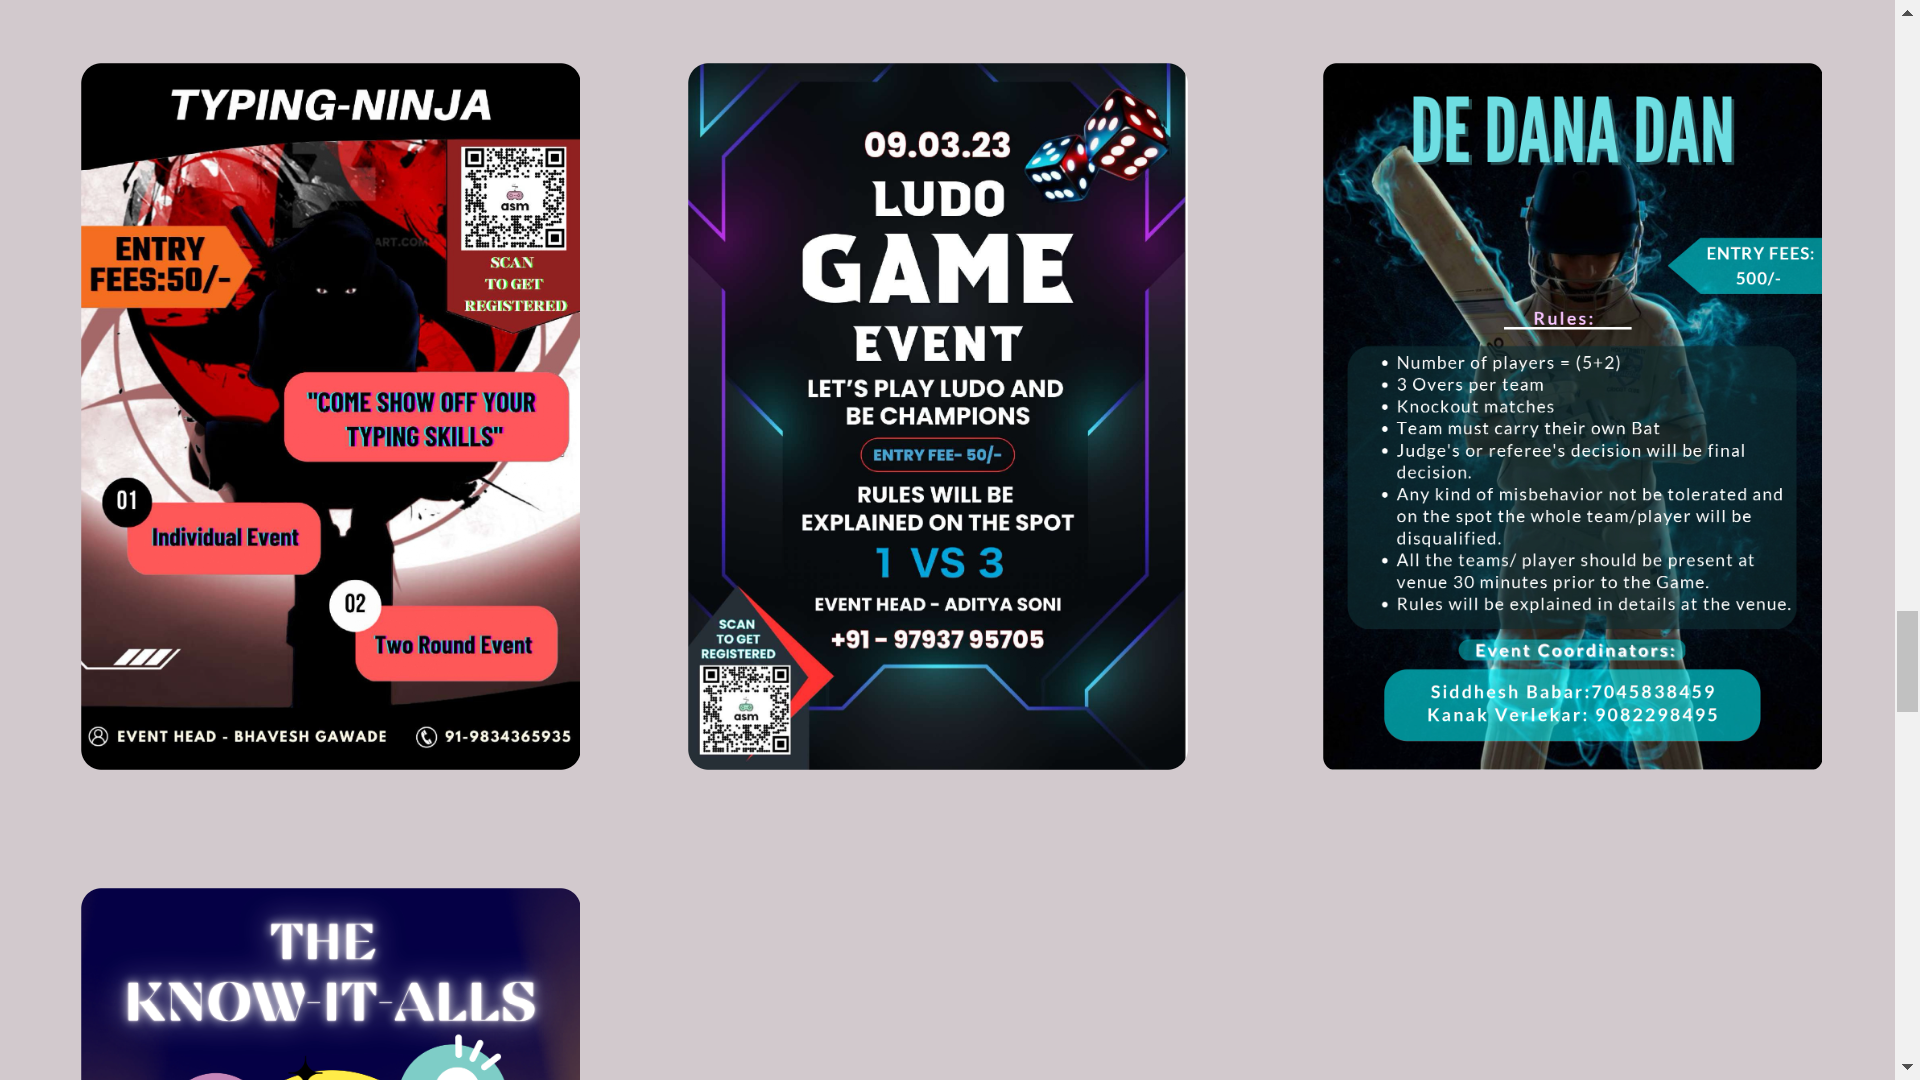 TYPING-NINJA
asm
SCAN
TO GET
REGISTERED
ENTRY
FEES:50/-
"COME SHOW OFF YOUR
TYPING SKILLS"
01
Individual Event
02
Two Round Event
EVENT HEAD - BHAVESH GAWADE
91-9834365935
09.03.23
LUDO
GAME
EVENT
LET'S PLAY LUDO AND
BE CHAMPIONS
ENTRY FEE- 50/-
RULES WILL BE
EXPLAINED ON THE SPOT
1 VS 3
EVENT HEAD - ADITYA SONI
+91 - 97937 95705
SCAN
TO GET
REGISTERED
asm
DE DANA DAN
ENTRY FEES:
500/-
Rules:
• Number of players = (5+2)
• 3 Overs per team
• Knockout matches
• Team must carry their own Bat
• Judge's or referee's decision will be final
decision.
• Any kind of misbehavior not be tolerated and
on the spot the whole team/player will be
disqualified.
• All the teams/ player should be present at
venue 30 minutes prior to the Game.
• Rules will be explained in details at the venue.
Event Coordinators:
Siddhesh Babar:7045838459
Kanak Verlekar: 9082298495
THE
KNOW-IT-ALLS